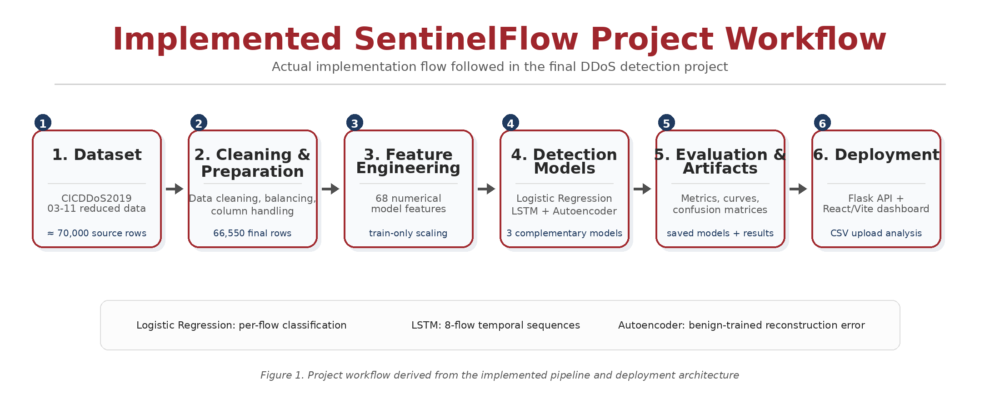 Implemented SentinelFlow Project Workflow
Actual implementation flow followed in the final DDoS detection project
1
1. Dataset
CICDDoS2019
03-11 reduced data
≈ 70,000 source rows
2
2. Cleaning &
Preparation
Data cleaning, balancing,
column handling
66,550 final rows
3
3. Feature
Engineering
68 numerical
model features
train-only scaling
4
4. Detection
Models
Logistic Regression
LSTM + Autoencoder
3 complementary models
5
5. Evaluation &
Artifacts
Metrics, curves,
confusion matrices
saved models + results
6
6. Deployment
Flask API +
React/Vite dashboard
CSV upload analysis
Logistic Regression: per-flow classification
LSTM: 8-flow temporal sequences
Autoencoder: benign-trained reconstruction error
Figure 1. Project workflow derived from the implemented pipeline and deployment architecture